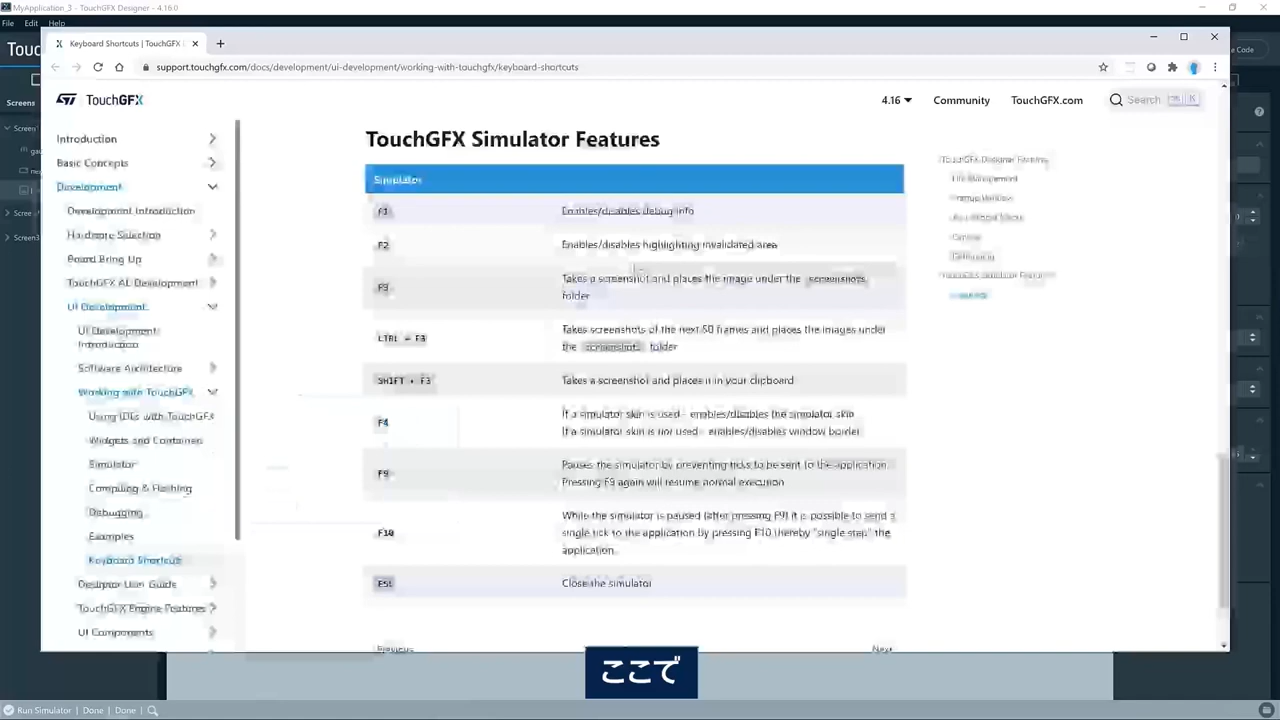 MyApplication_3 - TouchGFX Designer - 4.16.0
File Edit Help
Screens
Keyboard Shortcuts | TouchGFX
support.touchgfx.com/docs/development/ui-development/working-with-touchgfx/keyboard-shortcuts
TouchGFX
4.16
Community
TouchGFX.com
Search
Introduction
Basic Concepts
Development
Development Introduction
Hardware Selection
Board Bring Up
TouchGFX AL Development
UI Development
UI Development
Introduction
Software Architecture
Working with TouchGFX
Using IDEs with TouchGFX
Widgets and Containers
Simulator
Compiling & Flashing
Debugging
Examples
Keyboard Shortcuts
Designer User Guide
TouchGFX Engine Features
UI Components
TouchGFX Simulator Features
Simulator
F1 Enables/disables debug info
F2 Enables/disables highlighting invalidated area
F3 Takes a screenshot and places the image under the screenshots
folder
CTRL + F3 Takes screenshots of the next 50 frames and places the images under
the screenshots folder
SHIFT + F3 Takes a screenshot and places it in your clipboard
F4 If a simulator skin is used - enables/disables the simulator skin
If a simulator skin is not used - enables/disables window border
F9 Pauses the simulator by preventing ticks to be sent to the application.
Pressing F9 again will resume normal execution
F10 While the simulator is paused (after pressing F9) it is possible to send a
single tick to the application by pressing F10 thereby "single step" the
application.
ESC Close the simulator
Previous
Next
TouchGFX Designer Features
ここで
Run Simulator | Done | Done